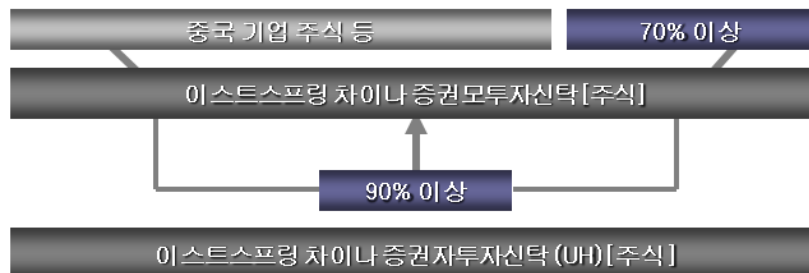 중국 기업 주식 등
70% 이상
이스트스프링 차이나 증권모투자신탁[주식]
90% 이상
이스트스프링 차이나 증권자투자신탁(UH)[주식]